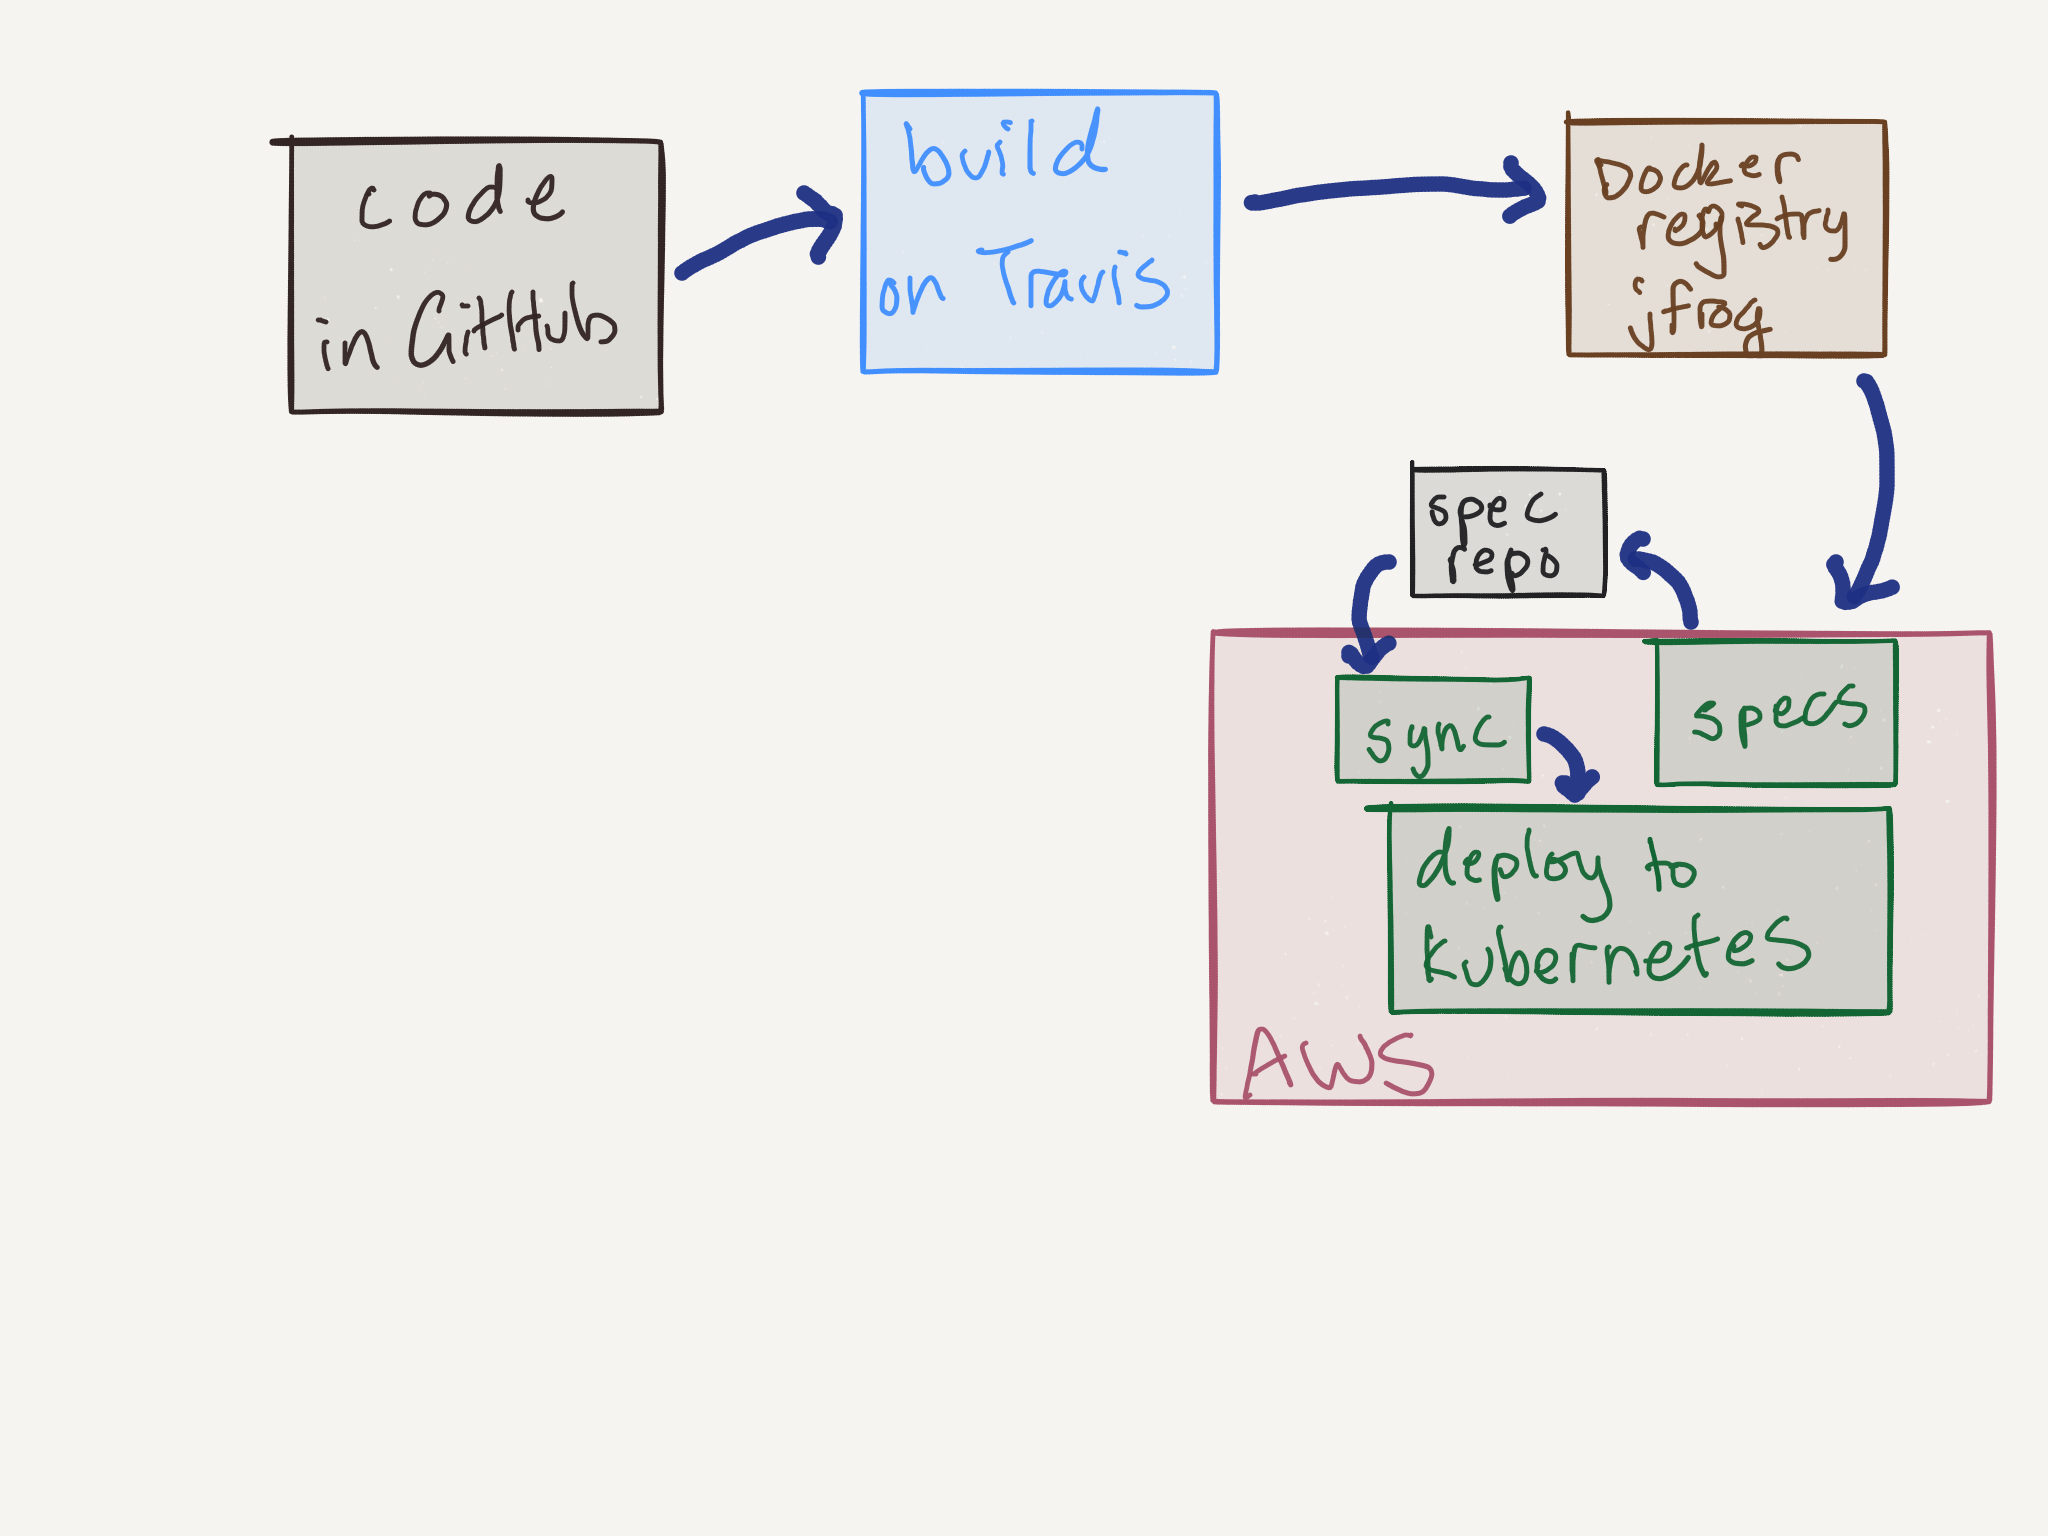 code
in GitHub
build
on Travis
Docker
registry
jfrog
spec
repo
sync
specs
deploy to
kubernetes
AWS